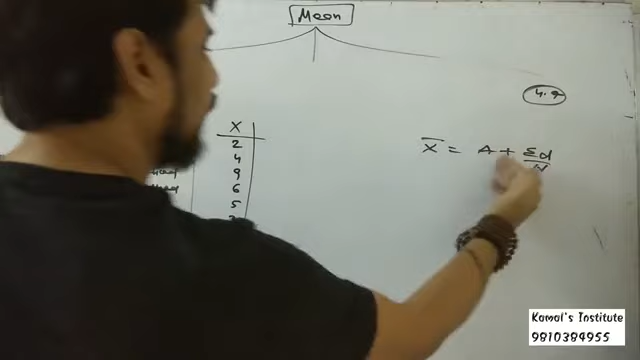 Mean
4.9
X
2
4
9
6
5
X̄ = A + Σd
N
Kamal's Institute
9810384955